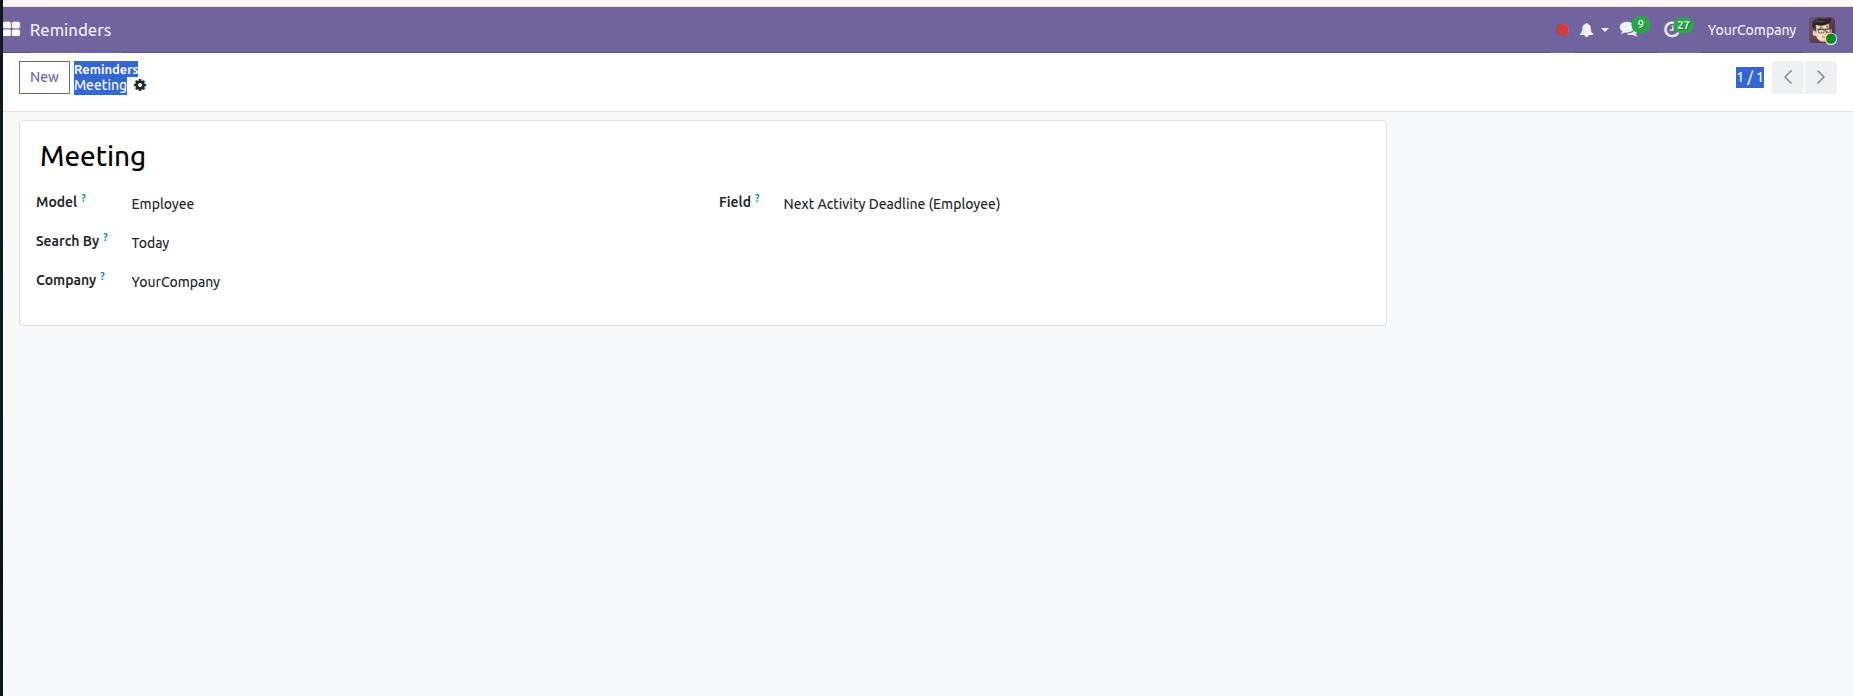 Reminders
9
27
YourCompany
New
Reminders
Meeting
1 / 1
Meeting
Model ?
Employee
Field ?
Next Activity Deadline (Employee)
Search By ?
Today
Company ?
YourCompany